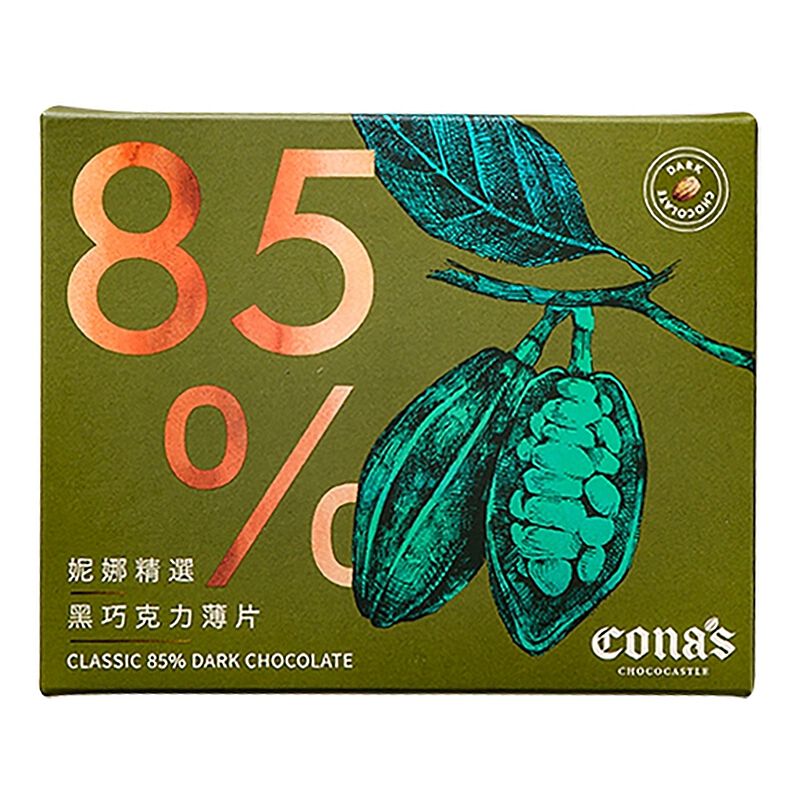 85
%
DARK
CHOCOLATE
妮娜精選
黑巧克力薄片
CLASSIC 85% DARK CHOCOLATE
Cona's
CHOCOCASTLE